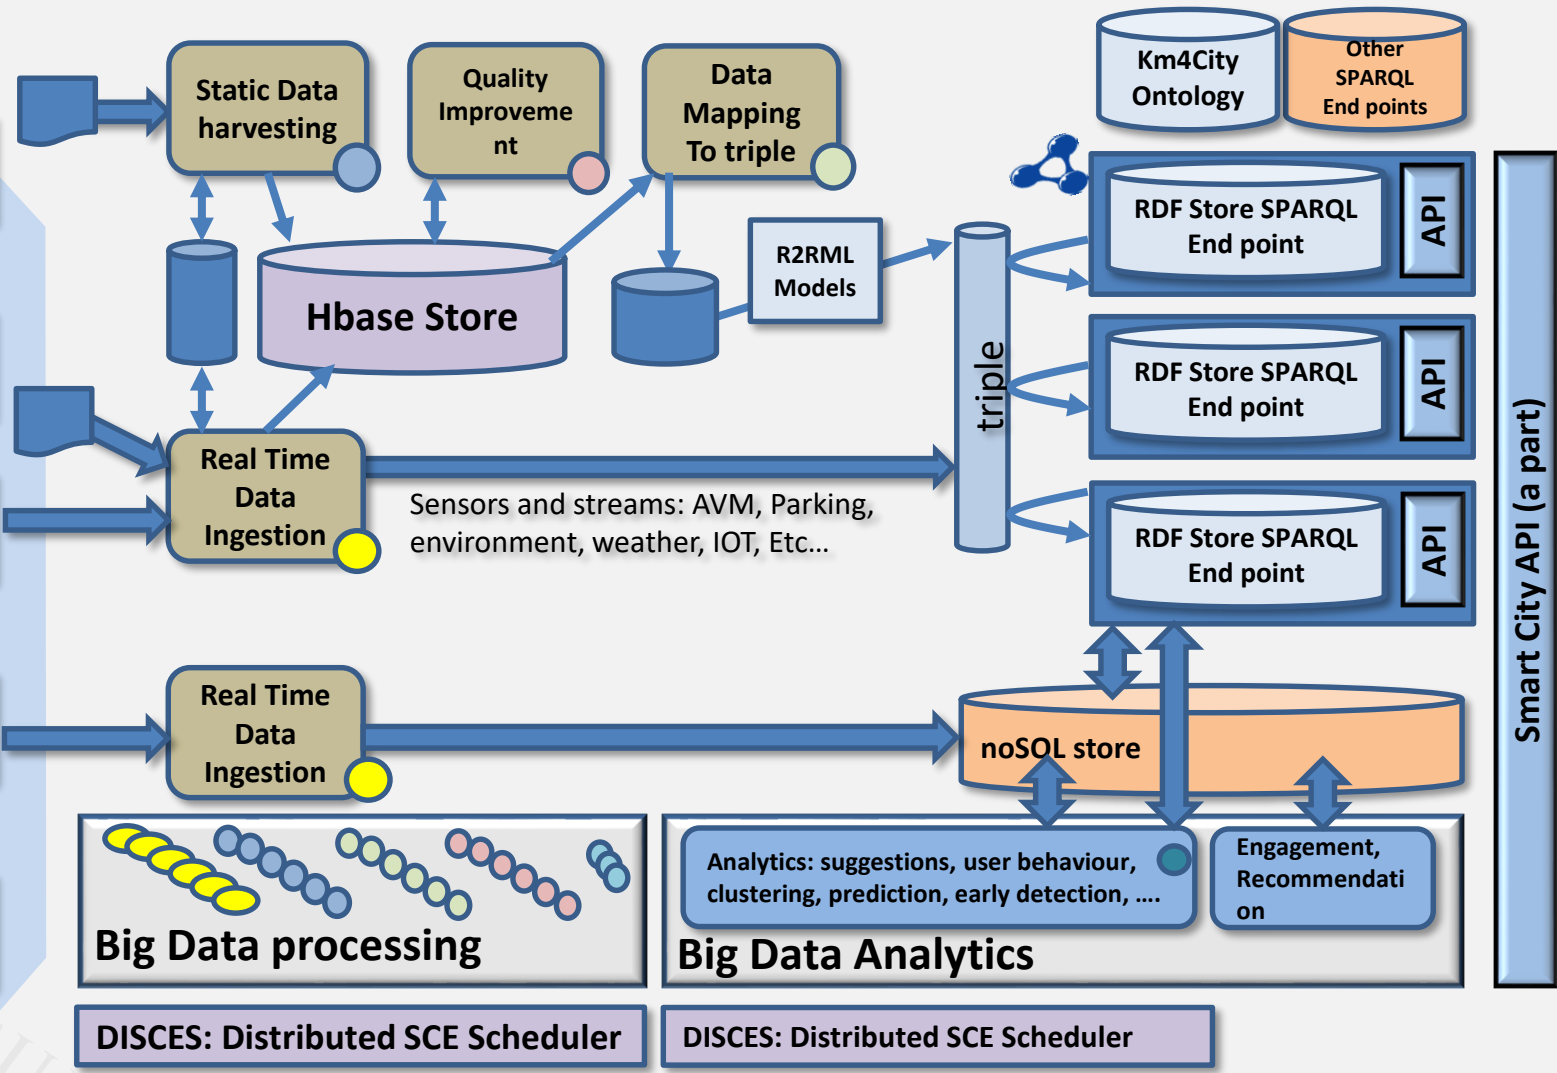 Static Data
harvesting
Quality
Improveme
nt
Data
Mapping
To triple
Km4City
Ontology
Other
SPARQL
End points
RDF Store SPARQL
End point
API
R2RML
Models
Hbase Store
triple
RDF Store SPARQL
End point
API
Real Time
Data
Ingestion
Sensors and streams: AVM, Parking,
environment, weather, IOT, Etc...
RDF Store SPARQL
End point
API
Smart City API (a part)
Real Time
Data
Ingestion
noSQL store
Analytics: suggestions, user behaviour,
clustering, prediction, early detection, ....
Engagement,
Recommendati
on
Big Data processing
Big Data Analytics
DISCES: Distributed SCE Scheduler
DISCES: Distributed SCE Scheduler